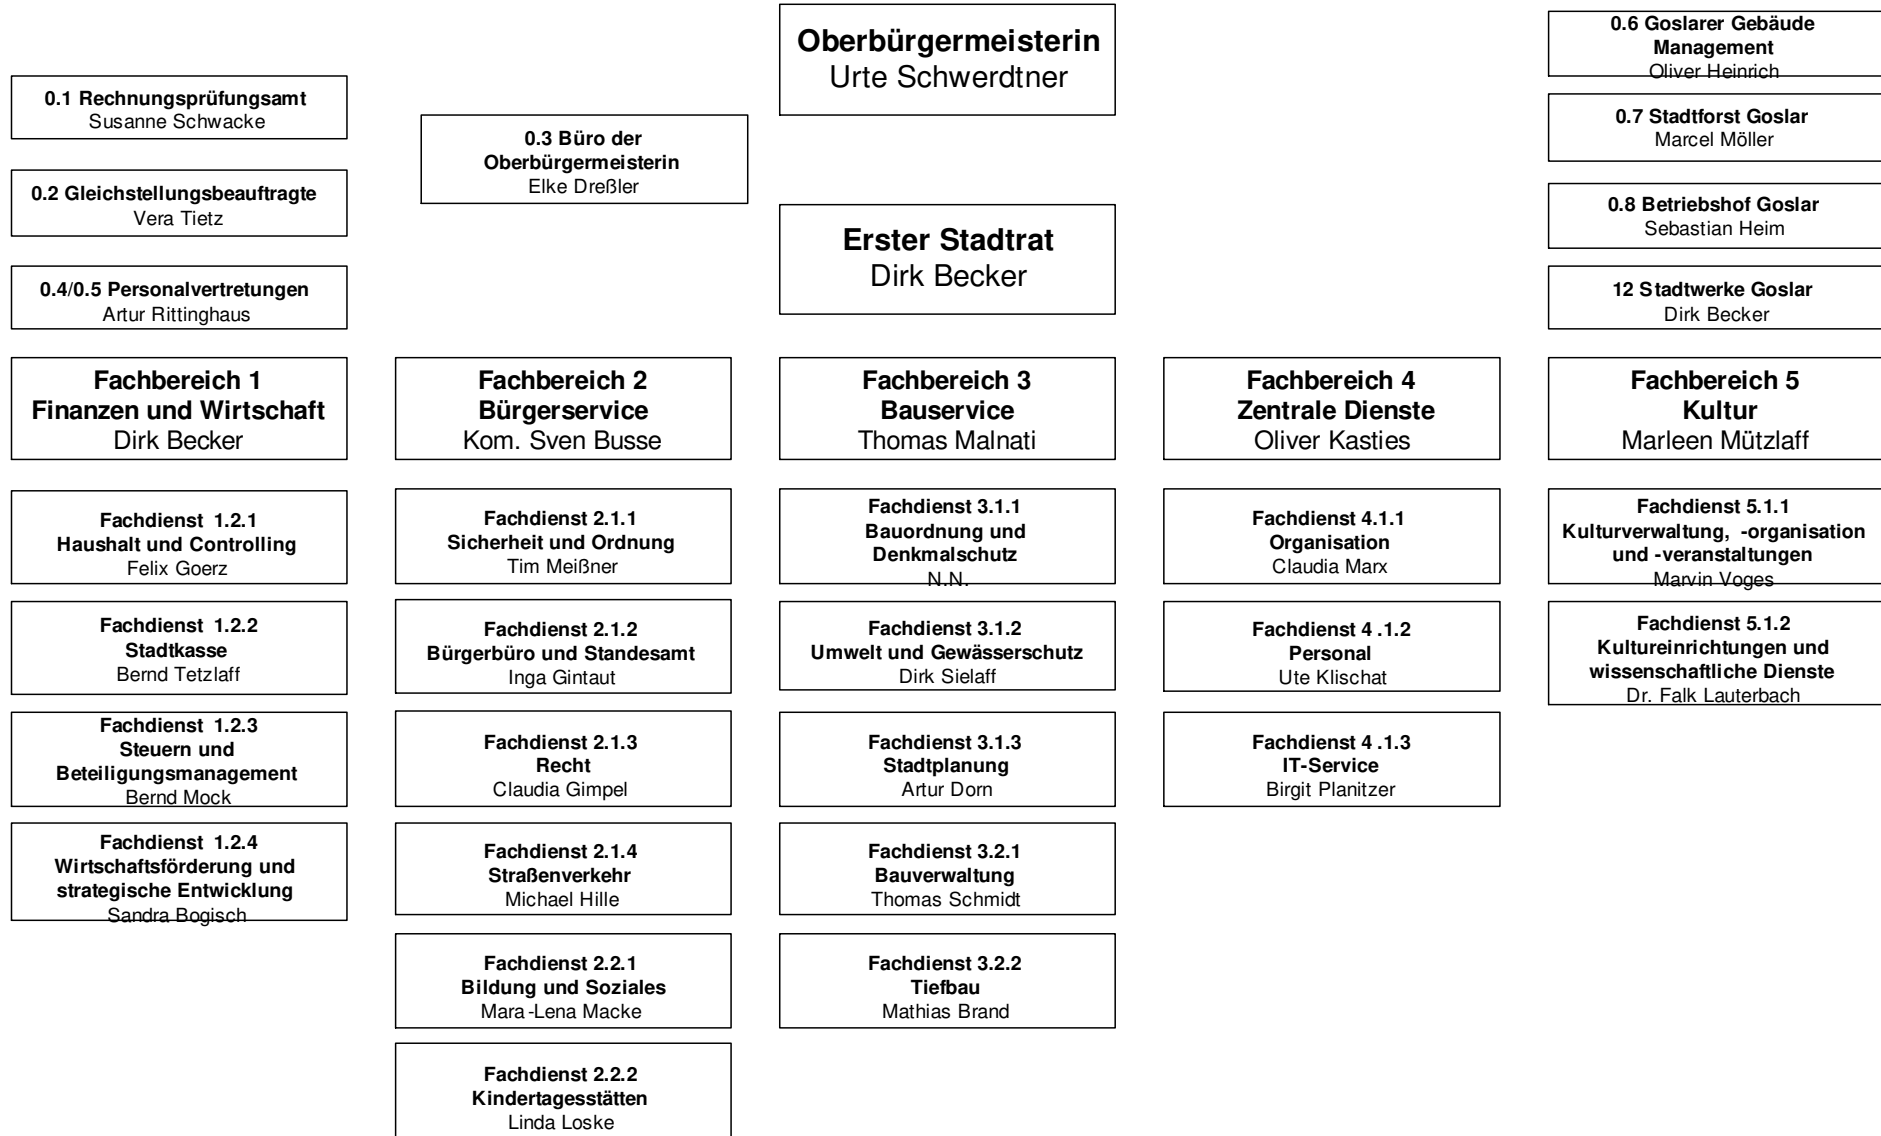 Oberbürgermeisterin
Urte Schwerdtner
0.1 Rechnungsprüfungsamt
Susanne Schwacke
0.2 Gleichstellungsbeauftragte
Vera Tietz
0.4/0.5 Personalvertretungen
Artur Rittinghaus
0.3 Büro der
Oberbürgermeisterin
Elke Dreßler
Erster Stadtrat
Dirk Becker
0.6 Goslarer Gebäude
Management
Oliver Heinrich
0.7 Stadtforst Goslar
Marcel Möller
0.8 Betriebshof Goslar
Sebastian Heim
12 Stadtwerke Goslar
Dirk Becker
Fachbereich 1
Finanzen und Wirtschaft
Dirk Becker
Fachdienst 1.2.1
Haushalt und Controlling
Felix Goerz
Fachdienst 1.2.2
Stadtkasse
Bernd Tetzlaff
Fachdienst 1.2.3
Steuern und
Beteiligungsmanagement
Bernd Mock
Fachdienst 1.2.4
Wirtschaftsförderung und
strategische Entwicklung
Sandra Bogisch
Fachbereich 2
Bürgerservice
Kom. Sven Busse
Fachdienst 2.1.1
Sicherheit und Ordnung
Tim Meißner
Fachdienst 2.1.2
Bürgerbüro und Standesamt
Inga Gintaut
Fachdienst 2.1.3
Recht
Claudia Gimpel
Fachdienst 2.1.4
Straßenverkehr
Michael Hille
Fachdienst 2.2.1
Bildung und Soziales
Mara-Lena Macke
Fachdienst 2.2.2
Kindertagesstätten
Linda Loske
Fachbereich 3
Bauservice
Thomas Malnati
Fachdienst 3.1.1
Bauordnung und
Denkmalschutz
N.N.
Fachdienst 3.1.2
Umwelt und Gewässerschutz
Dirk Sielaff
Fachdienst 3.1.3
Stadtplanung
Artur Dorn
Fachdienst 3.2.1
Bauverwaltung
Thomas Schmidt
Fachdienst 3.2.2
Tiefbau
Mathias Brand
Fachbereich 4
Zentrale Dienste
Oliver Kasties
Fachdienst 4.1.1
Organisation
Claudia Marx
Fachdienst 4 .1.2
Personal
Ute Klischat
Fachdienst 4 .1.3
IT-Service
Birgit Planitzer
Fachbereich 5
Kultur
Marleen Mützlaff
Fachdienst 5.1.1
Kulturverwaltung, -organisation
und -veranstaltungen
Marvin Voges
Fachdienst 5.1.2
Kultureinrichtungen und
wissenschaftliche Dienste
Dr. Falk Lauterbach